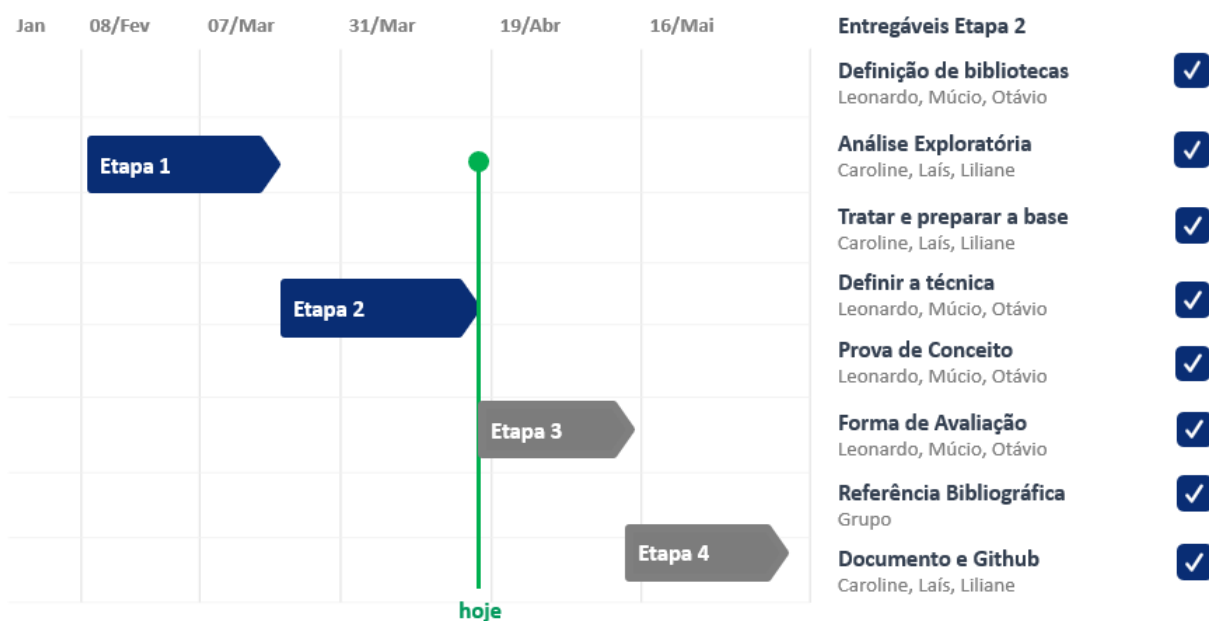 Jan 08/Fev 07/Mar 31/Mar 19/Abr 16/Mai
Etapa 1
Etapa 2
Etapa 3
Etapa 4
hoje
Entregáveis Etapa 2
Definição de bibliotecas
Leonardo, Múcio, Otávio
Análise Exploratória
Caroline, Laís, Liliane
Tratar e preparar a base
Caroline, Laís, Liliane
Definir a técnica
Leonardo, Múcio, Otávio
Prova de Conceito
Leonardo, Múcio, Otávio
Forma de Avaliação
Leonardo, Múcio, Otávio
Referência Bibliográfica
Grupo
Documento e Github
Caroline, Laís, Liliane